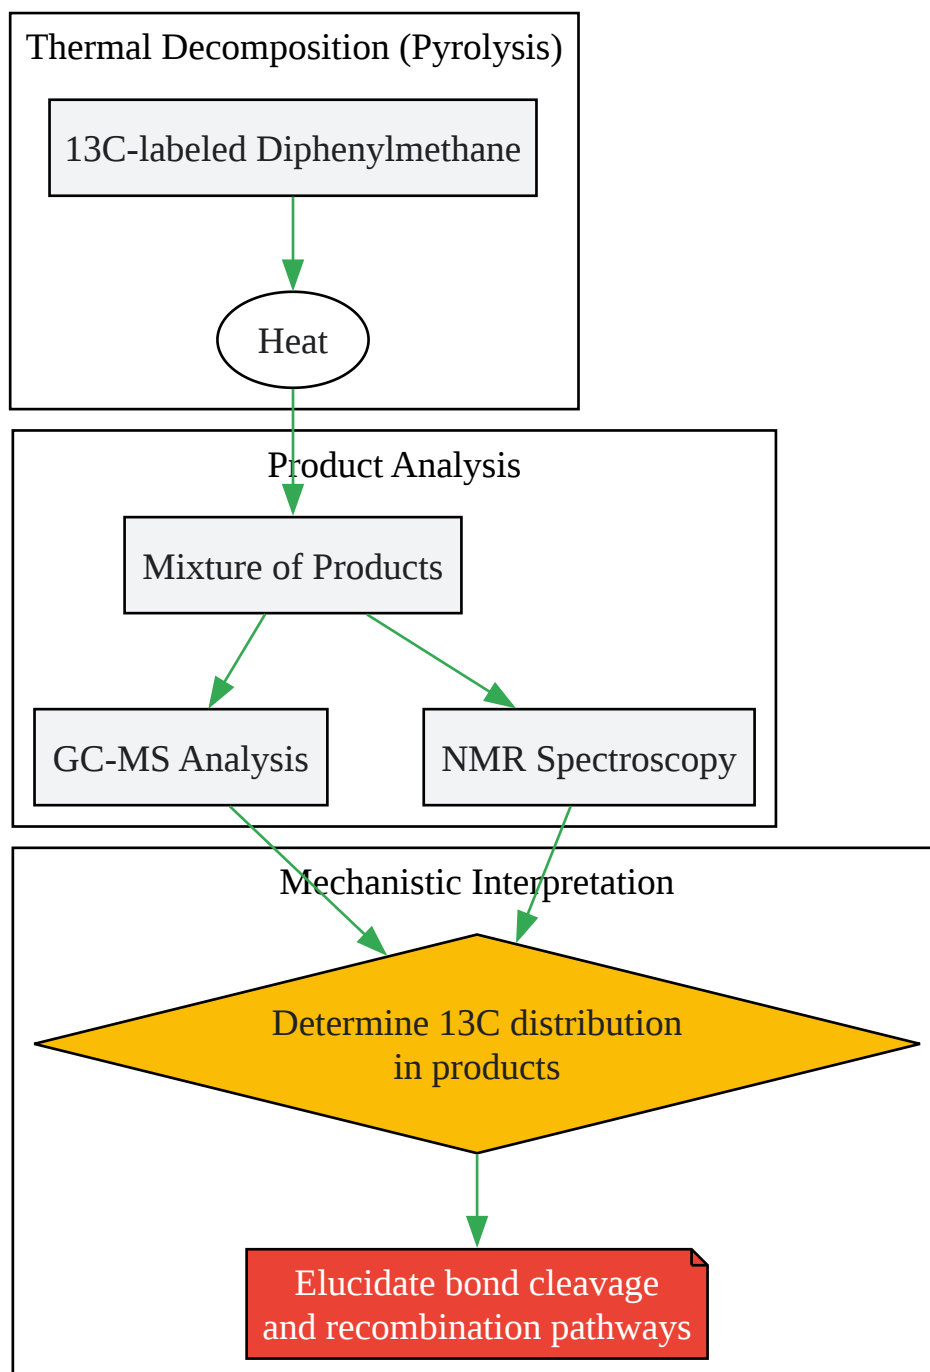 Thermal Decomposition (Pyrolysis)
13C-labeled Diphenylmethane
Heat
Product Analysis
Mixture of Products
GC-MS Analysis
NMR Spectroscopy
Mechanistic Interpretation
Determine 13C distribution
in products
Elucidate bond cleavage
and recombination pathways